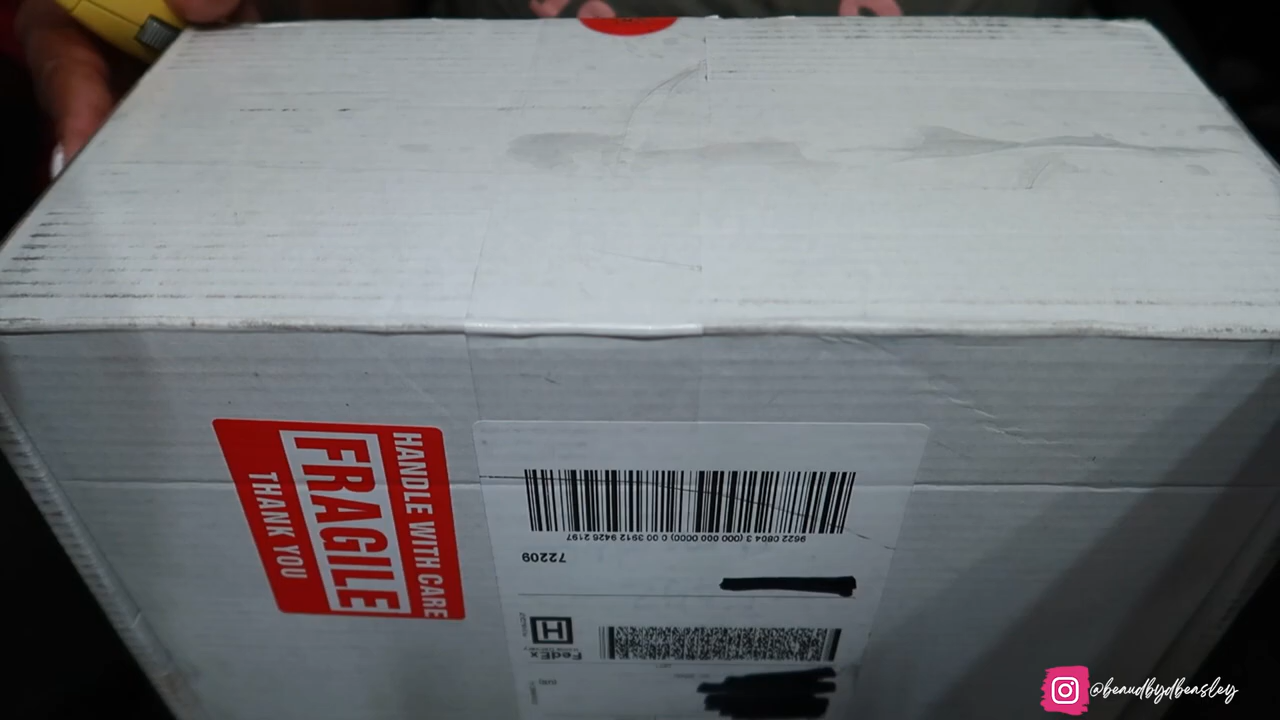 HANDLE WITH CARE
FRAGILE
THANK YOU
9622 0804 3 (000 000 0000) 0 00 3912 9426 2197
72209
H
FedEx
@beaudbydbeasley